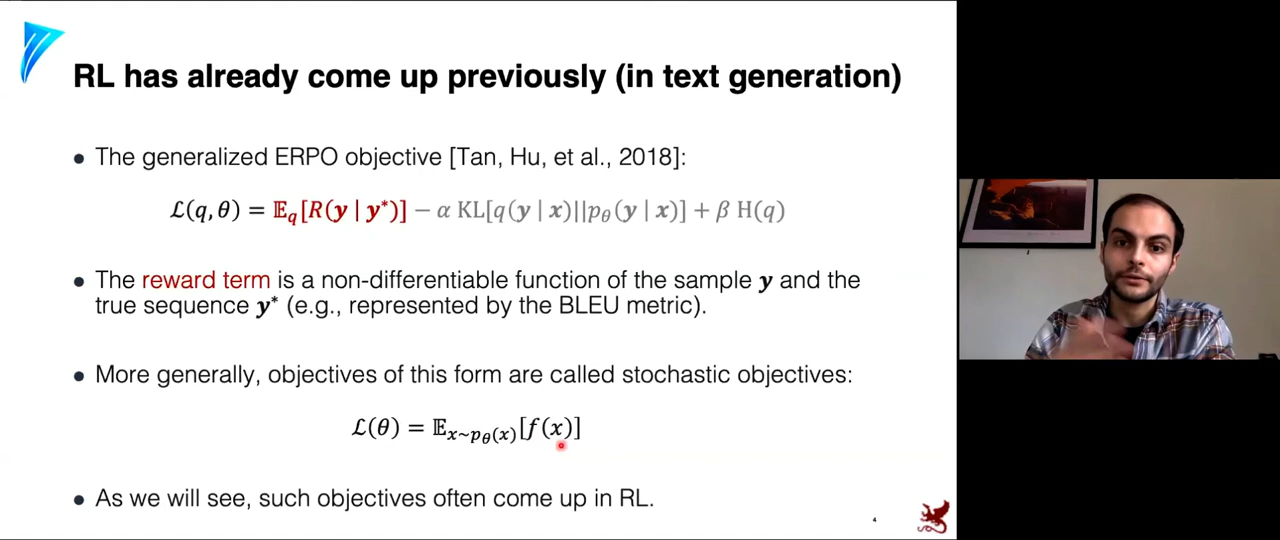 RL has already come up previously (in text generation)
• The generalized ERPO objective [Tan, Hu, et al., 2018]:
ℒ(q, θ) = 𝔼_q[R(𝒚 | 𝒚*)] − α KL[q(𝒚 | 𝒙)||p_θ(𝒚 | 𝒙)] + β H(q)
• The reward term is a non-differentiable function of the sample 𝒚 and the
true sequence 𝒚* (e.g., represented by the BLEU metric).
• More generally, objectives of this form are called stochastic objectives:
ℒ(θ) = 𝔼_{x~p_θ(x)}[f(x)]
• As we will see, such objectives often come up in RL.
4